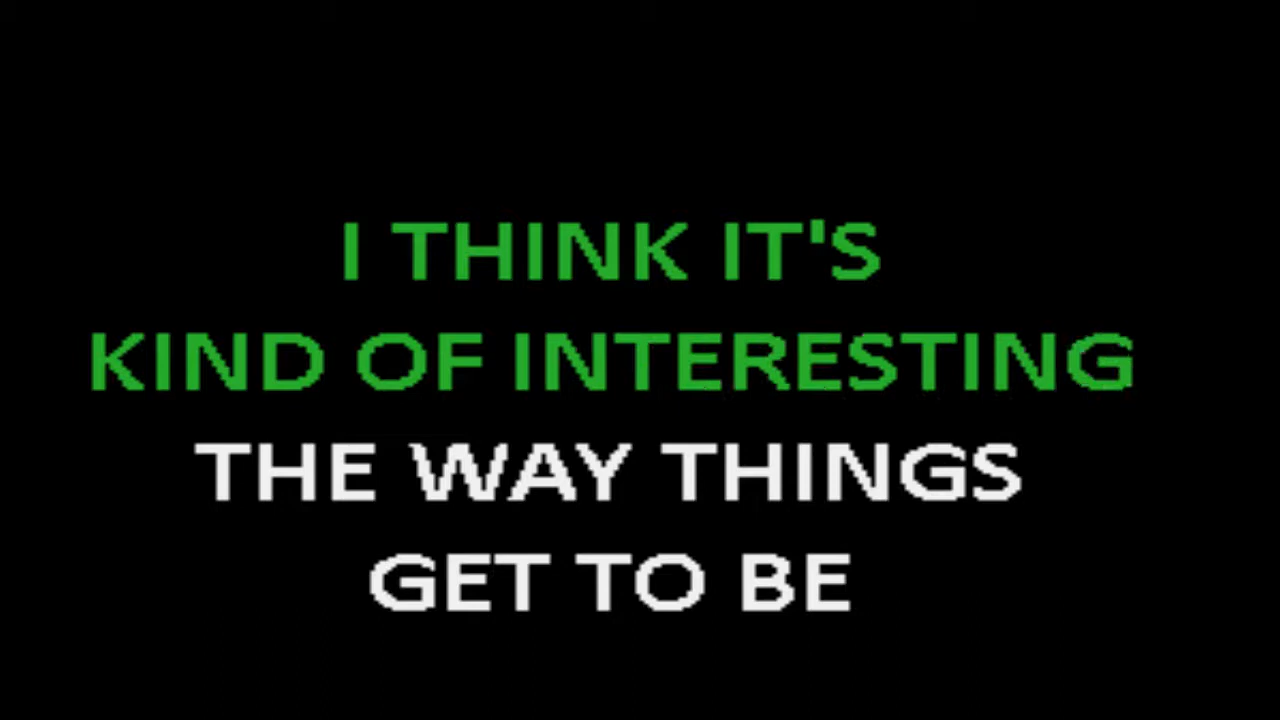 I THINK IT'S
KIND OF INTERESTING
THE WAY THINGS
GET TO BE